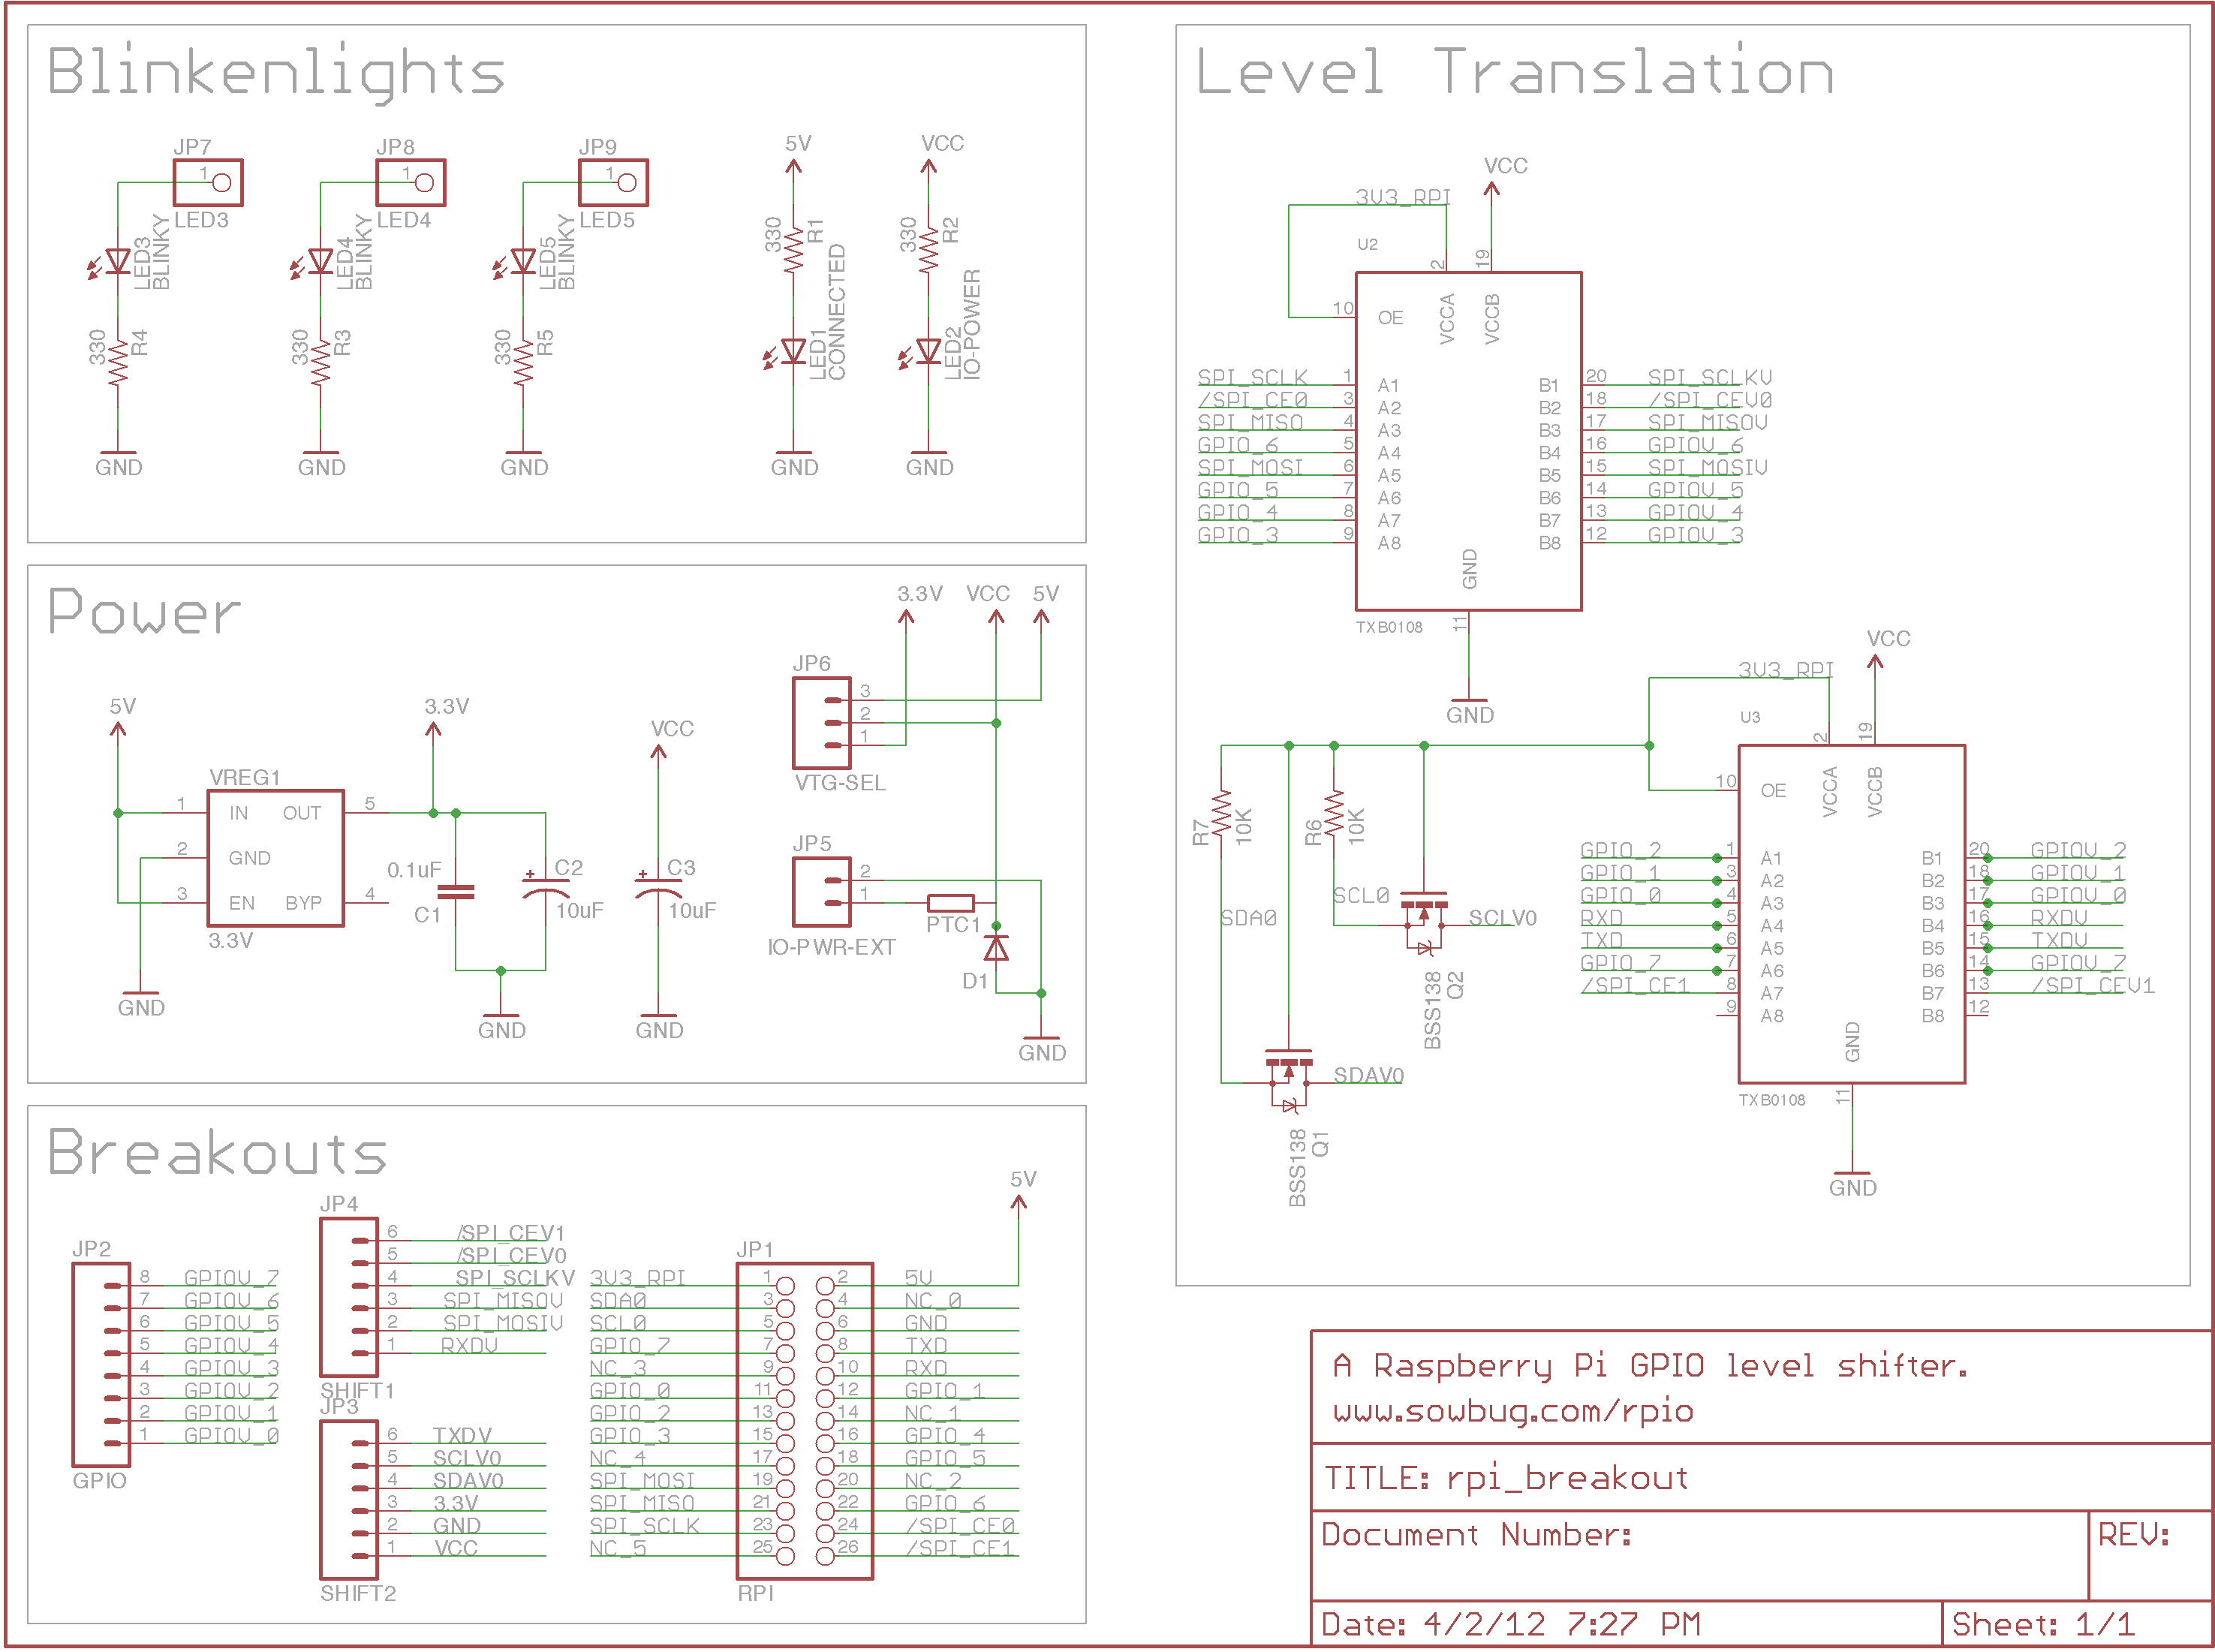 Blinkenlights
JP7
1
LED3
LED3
BLINKY
330
R4
GND
JP8
1
LED4
LED4
BLINKY
330
R3
GND
JP9
1
LED5
LED5
BLINKY
330
R5
GND
5V
330
R1
LED1
CONNECTED
GND
VCC
330
R2
LED2
IO-POWER
GND
Power
5V
VREG1
1 IN OUT 5
2 GND
3 EN BYP 4
3.3V
GND
3.3V
0.1uF
C1
C2
10uF
GND
VCC
C3
10uF
GND
3.3V VCC 5V
JP6
3
2
1
VTG-SEL
JP5
2
1
IO-PWR-EXT
PTC1
D1
GND
Breakouts
JP2
8 GPIOV_7
7 GPIOV_6
6 GPIOV_5
5 GPIOV_4
4 GPIOV_3
3 GPIOV_2
2 GPIOV_1
1 GPIOV_0
GPIO
JP4
6 /SPI_CEV1
5 /SPI_CEV0
4 SPI_SCLKV
3 SPI_MISOV
2 SPI_MOSIV
1 RXDV
SHIFT1
JP3
6 TXDV
5 SCLV0
4 SDAV0
3 3.3V
2 GND
1 VCC
SHIFT2
5V
JP1
3V3_RPI 1 2 5V
SDA0 3 4 NC_0
SCL0 5 6 GND
GPIO_7 7 8 TXD
NC_3 9 10 RXD
GPIO_0 11 12 GPIO_1
GPIO_2 13 14 NC_1
GPIO_3 15 16 GPIO_4
NC_4 17 18 GPIO_5
SPI_MOSI 19 20 NC_2
SPI_MISO 21 22 GPIO_6
SPI_SCLK 23 24 /SPI_CE0
NC_5 25 26 /SPI_CE1
RPI
Level Translation
VCC
3V3_RPI
U2
2 19
10 OE VCCA VCCB
SPI_SCLK 1 A1 B1 20 SPI_SCLKV
/SPI_CE0 3 A2 B2 18 /SPI_CEV0
SPI_MISO 4 A3 B3 17 SPI_MISOV
GPIO_6 5 A4 B4 16 GPIOV_6
SPI_MOSI 6 A5 B5 15 SPI_MOSIV
GPIO_5 7 A6 B6 14 GPIOV_5
GPIO_4 8 A7 B7 13 GPIOV_4
GPIO_3 9 A8 B8 12 GPIOV_3
GND
TXB0108 11
GND
VCC
3V3_RPI
U3
2 19
10 OE VCCA VCCB
GPIO_2 1 A1 B1 20 GPIOV_2
GPIO_1 3 A2 B2 18 GPIOV_1
GPIO_0 4 A3 B3 17 GPIOV_0
RXD 5 A4 B4 16 RXDV
TXD 6 A5 B5 15 TXDV
GPIO_7 7 A6 B6 14 GPIOV_7
/SPI_CE1 8 A7 B7 13 /SPI_CEV1
9 A8 B8 12
GND
TXB0108 11
GND
R7
10K
R6
10K
SDA0
SCL0
SCLV0
BSS138
Q2
SDAV0
BSS138
Q1
A Raspberry Pi GPIO level shifter.
www.sowbug.com/rpio
TITLE: rpi_breakout
Document Number:
REV:
Date: 4/2/12 7:27 PM
Sheet: 1/1